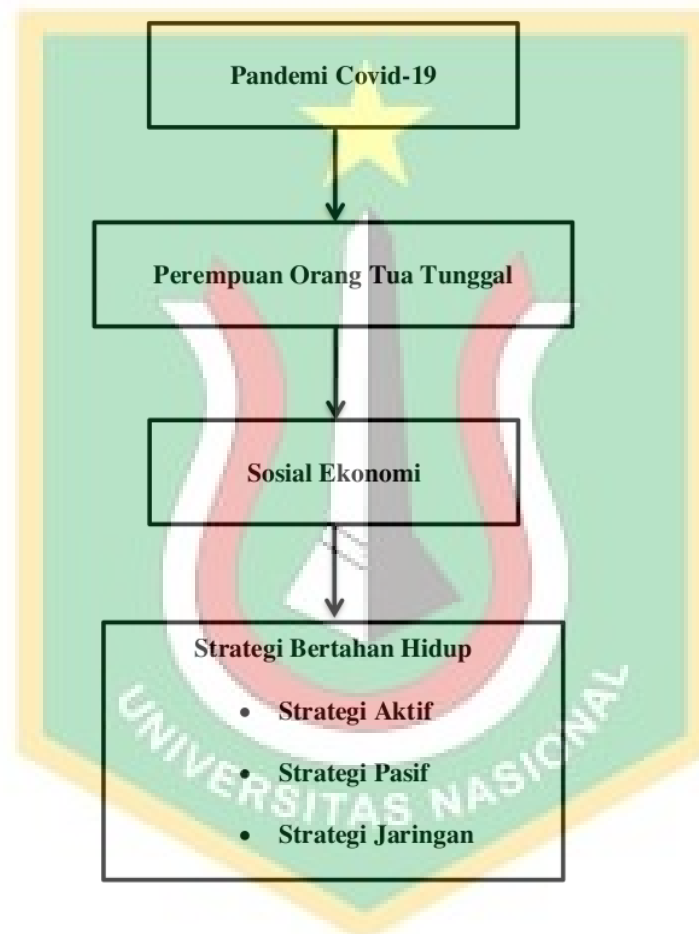 Pandemi Covid-19
Perempuan Orang Tua Tunggal
Sosial Ekonomi
Strategi Bertahan Hidup
• Strategi Aktif
• Strategi Pasif
• Strategi Jaringan
UNIVERSITAS NASIONAL